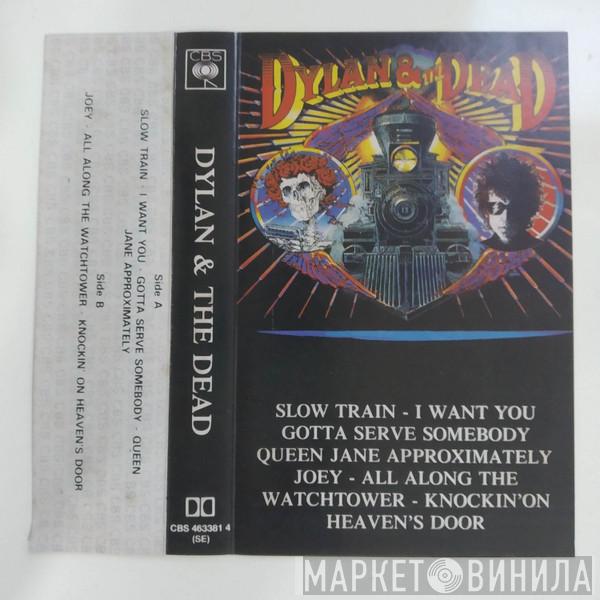 Side A
SLOW TRAIN - I WANT YOU - GOTTA SERVE SOMEBODY - QUEEN
JANE APPROXIMATELY
Side B
JOEY - ALL ALONG THE WATCHTOWER - KNOCKIN' ON HEAVEN'S DOOR
CBS
DYLAN & THE DEAD
CBS 463381 4
(SE)
DYLAN & THE DEAD
SLOW TRAIN - I WANT YOU
GOTTA SERVE SOMEBODY
QUEEN JANE APPROXIMATELY
JOEY - ALL ALONG THE
WATCHTOWER - KNOCKIN'ON
HEAVEN'S DOOR
МАРКЕТ ВИНИЛА